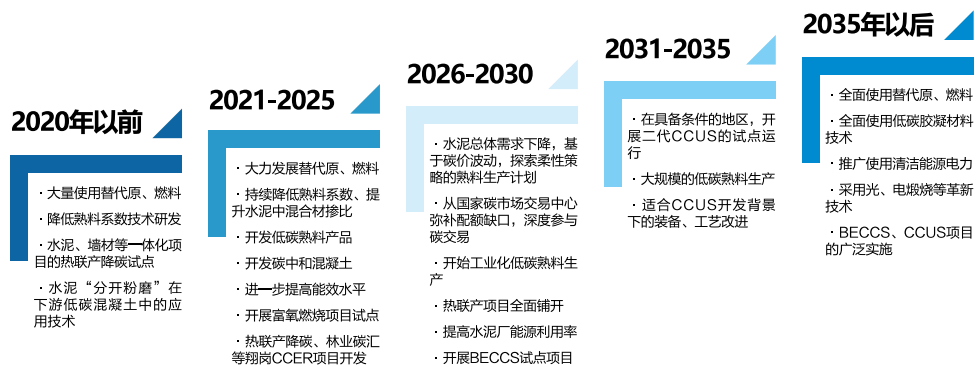 2020年以前
·大量使用替代原、燃料
·降低熟料系数技术研发
·水泥、墙材等一体化项
目的热联产降碳试点
·水泥“分开粉磨”在
下游低碳混凝土中的应
用技术
2021-2025
·大力发展替代原、燃料
·持续降低熟料系数、提
升水泥中混合材掺比
·开发低碳熟料产品
·开发碳中和混凝土
·进一步提高能效水平
·开展富氧燃烧项目试点
·热联产降碳、林业碳汇
等翔岗CCER项目开发
2026-2030
·水泥总体需求下降，基
于碳价波动，探索柔性策
略的熟料生产计划
·从国家碳市场交易中心
弥补配额缺口，深度参与
碳交易
·开始工业化低碳熟料生
产
·热联产项目全面铺开
·提高水泥厂能源利用率
·开展BECCS试点项目
2031-2035
·在具备条件的地区，开
展二代CCUS的试点运
行
·大规模的低碳熟料生产
·适合CCUS开发背景
下的装备、工艺改进
2035年以后
·全面使用替代原、燃料
·全面使用低碳胶凝材料
技术
·推广使用清洁能源电力
·采用光、电煅烧等革新
技术
·BECCS、CCUS项目
的广泛实施